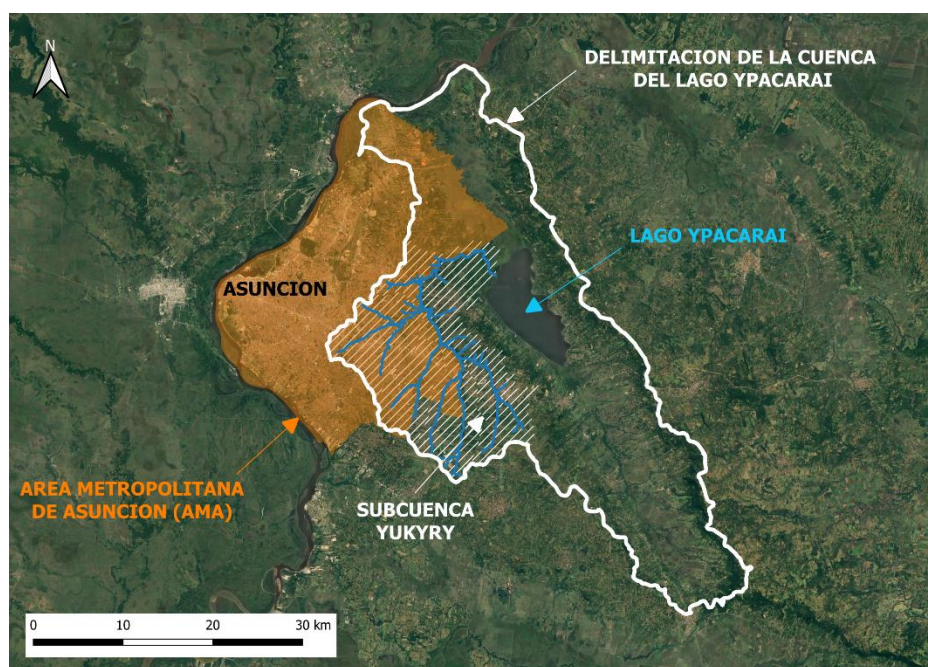 N
DELIMITACION DE LA CUENCA
DEL LAGO YPACARAI
LAGO YPACARAI
ASUNCION
AREA METROPOLITANA
DE ASUNCION (AMA)
SUBCUENCA
YUKYRY
0 10 20 30 km